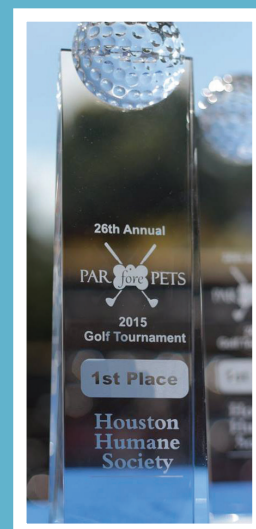 26th Annual
PAR fore PETS
2015
Golf Tournament
1st Place
Houston
Humane
Society